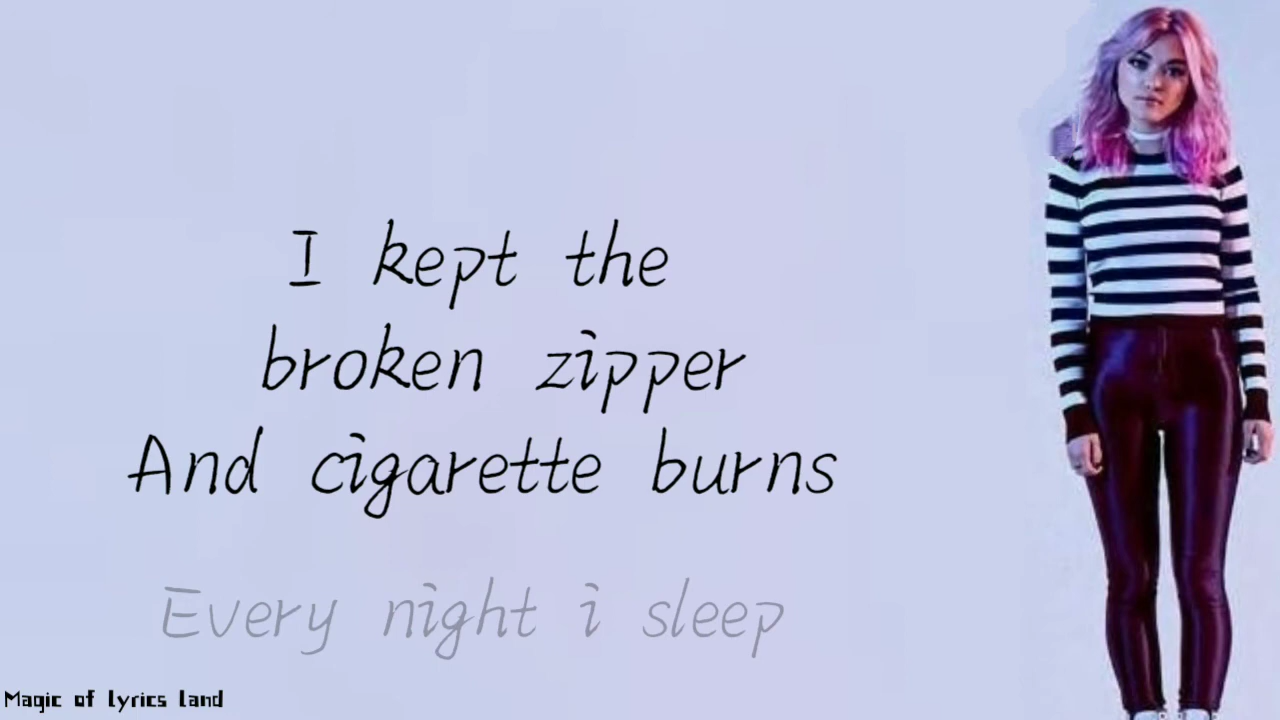 I kept the
broken zipper
And cigarette burns
Every night i sleep
Magic of lyrics land